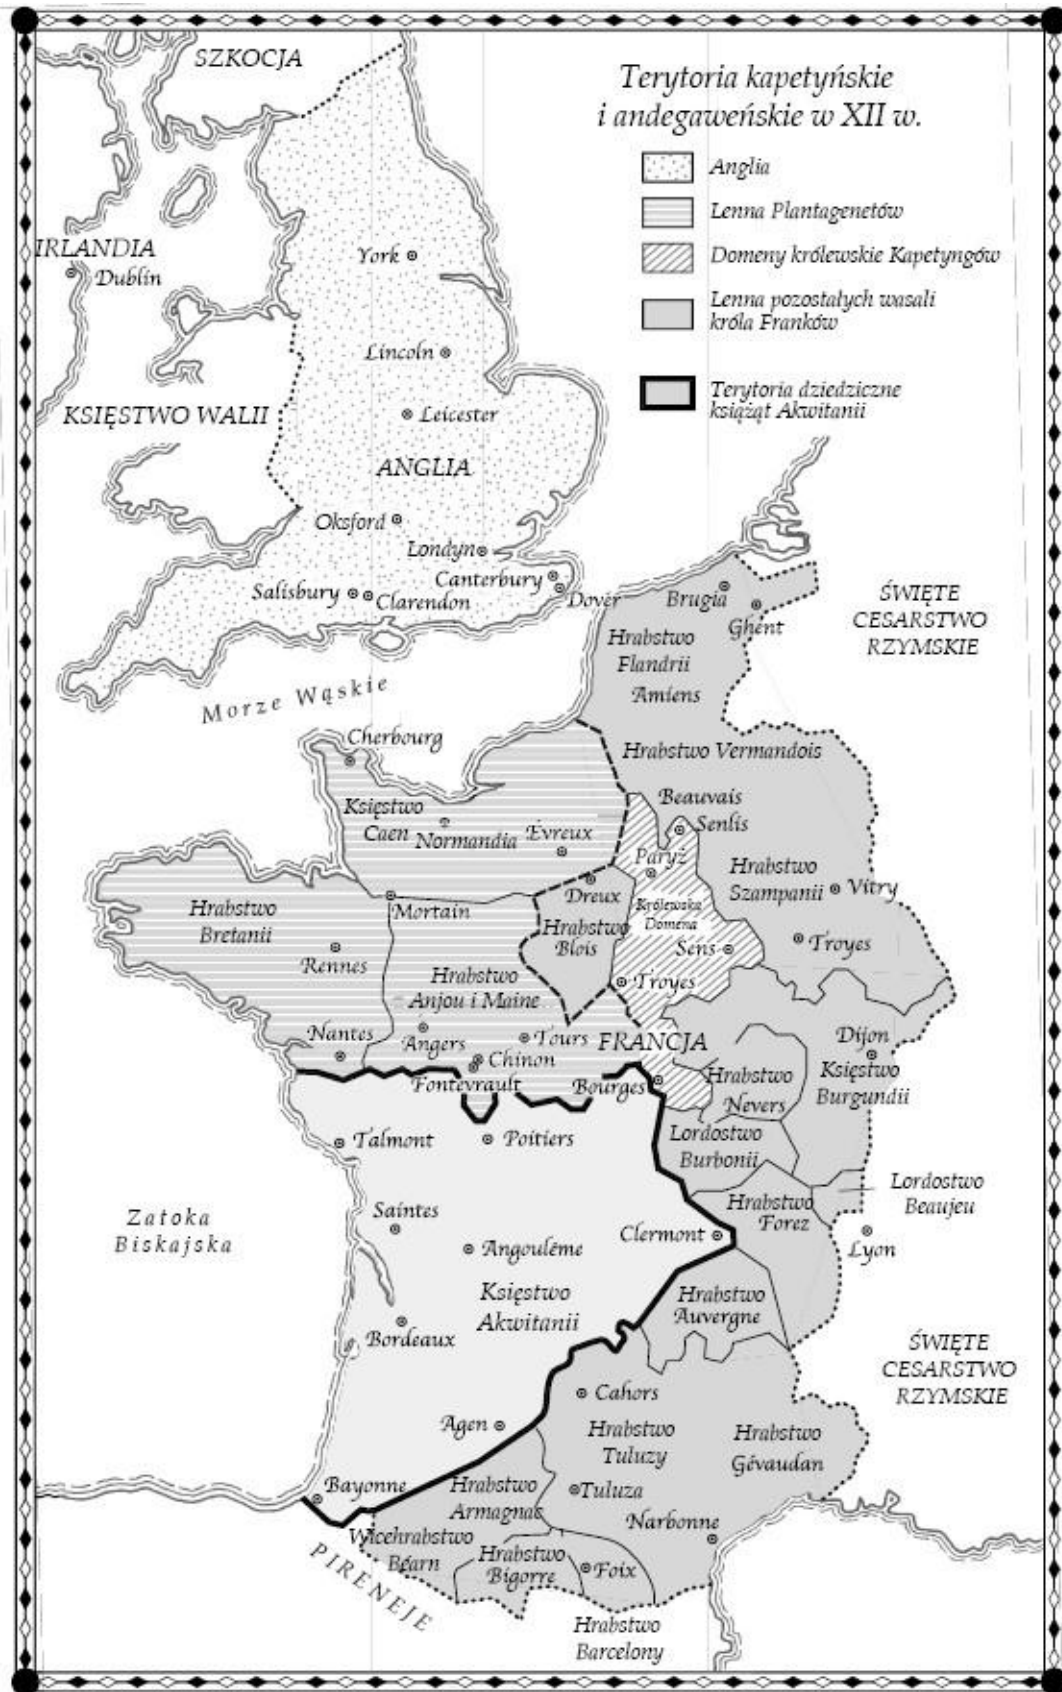 Terytoria kapetyńskie
i andegaweńskie w XII w.
Anglia
Lenna Plantagenetów
Domeny królewskie Kapetyngów
Lenna pozostałych wasali
króla Franków
Terytoria dziedziczne
książąt Akwitanii
SZKOCJA
IRLANDIA
Dublin
York
Lincoln
KSIĘSTWO WALII
Leicester
ANGLIA
Oksford
Londyn
Canterbury
Salisbury
Clarendon
Dover
Brugia
Ghent
ŚWIĘTE
CESARSTWO
RZYMSKIE
Hrabstwo
Flandrii
Amiens
Morze Wąskie
Cherbourg
Hrabstwo Vermandois
Księstwo
Caen
Normandia
Évreux
Beauvais
Senlis
Paryż
Hrabstwo
Szampanii
Vitry
Dreux
Królewska
Domena
Mortain
Hrabstwo
Bretanii
Hrabstwo
Blois
Sens
Troyes
Rennes
Hrabstwo
Anjou i Maine
Troyes
Nantes
Angers
Tours
FRANCJA
Dijon
Chinon
Fontevrault
Bourges
Hrabstwo
Nevers
Księstwo
Burgundii
Talmont
Poitiers
Lordostwo
Burbonii
Lordostwo
Beaujeu
Zatoka
Biskajska
Saintes
Hrabstwo
Forez
Clermont
Lyon
Angoulême
Księstwo
Akwitanii
Hrabstwo
Auvergne
Bordeaux
ŚWIĘTE
CESARSTWO
RZYMSKIE
Cahors
Agen
Hrabstwo
Tuluzy
Hrabstwo
Gévaudan
Bayonne
Hrabstwo
Armagnac
Tuluza
Narbonne
Wicehrabstwo
Béarn
Hrabstwo
Bigorre
Foix
PIRENEJE
Hrabstwo
Barcelony